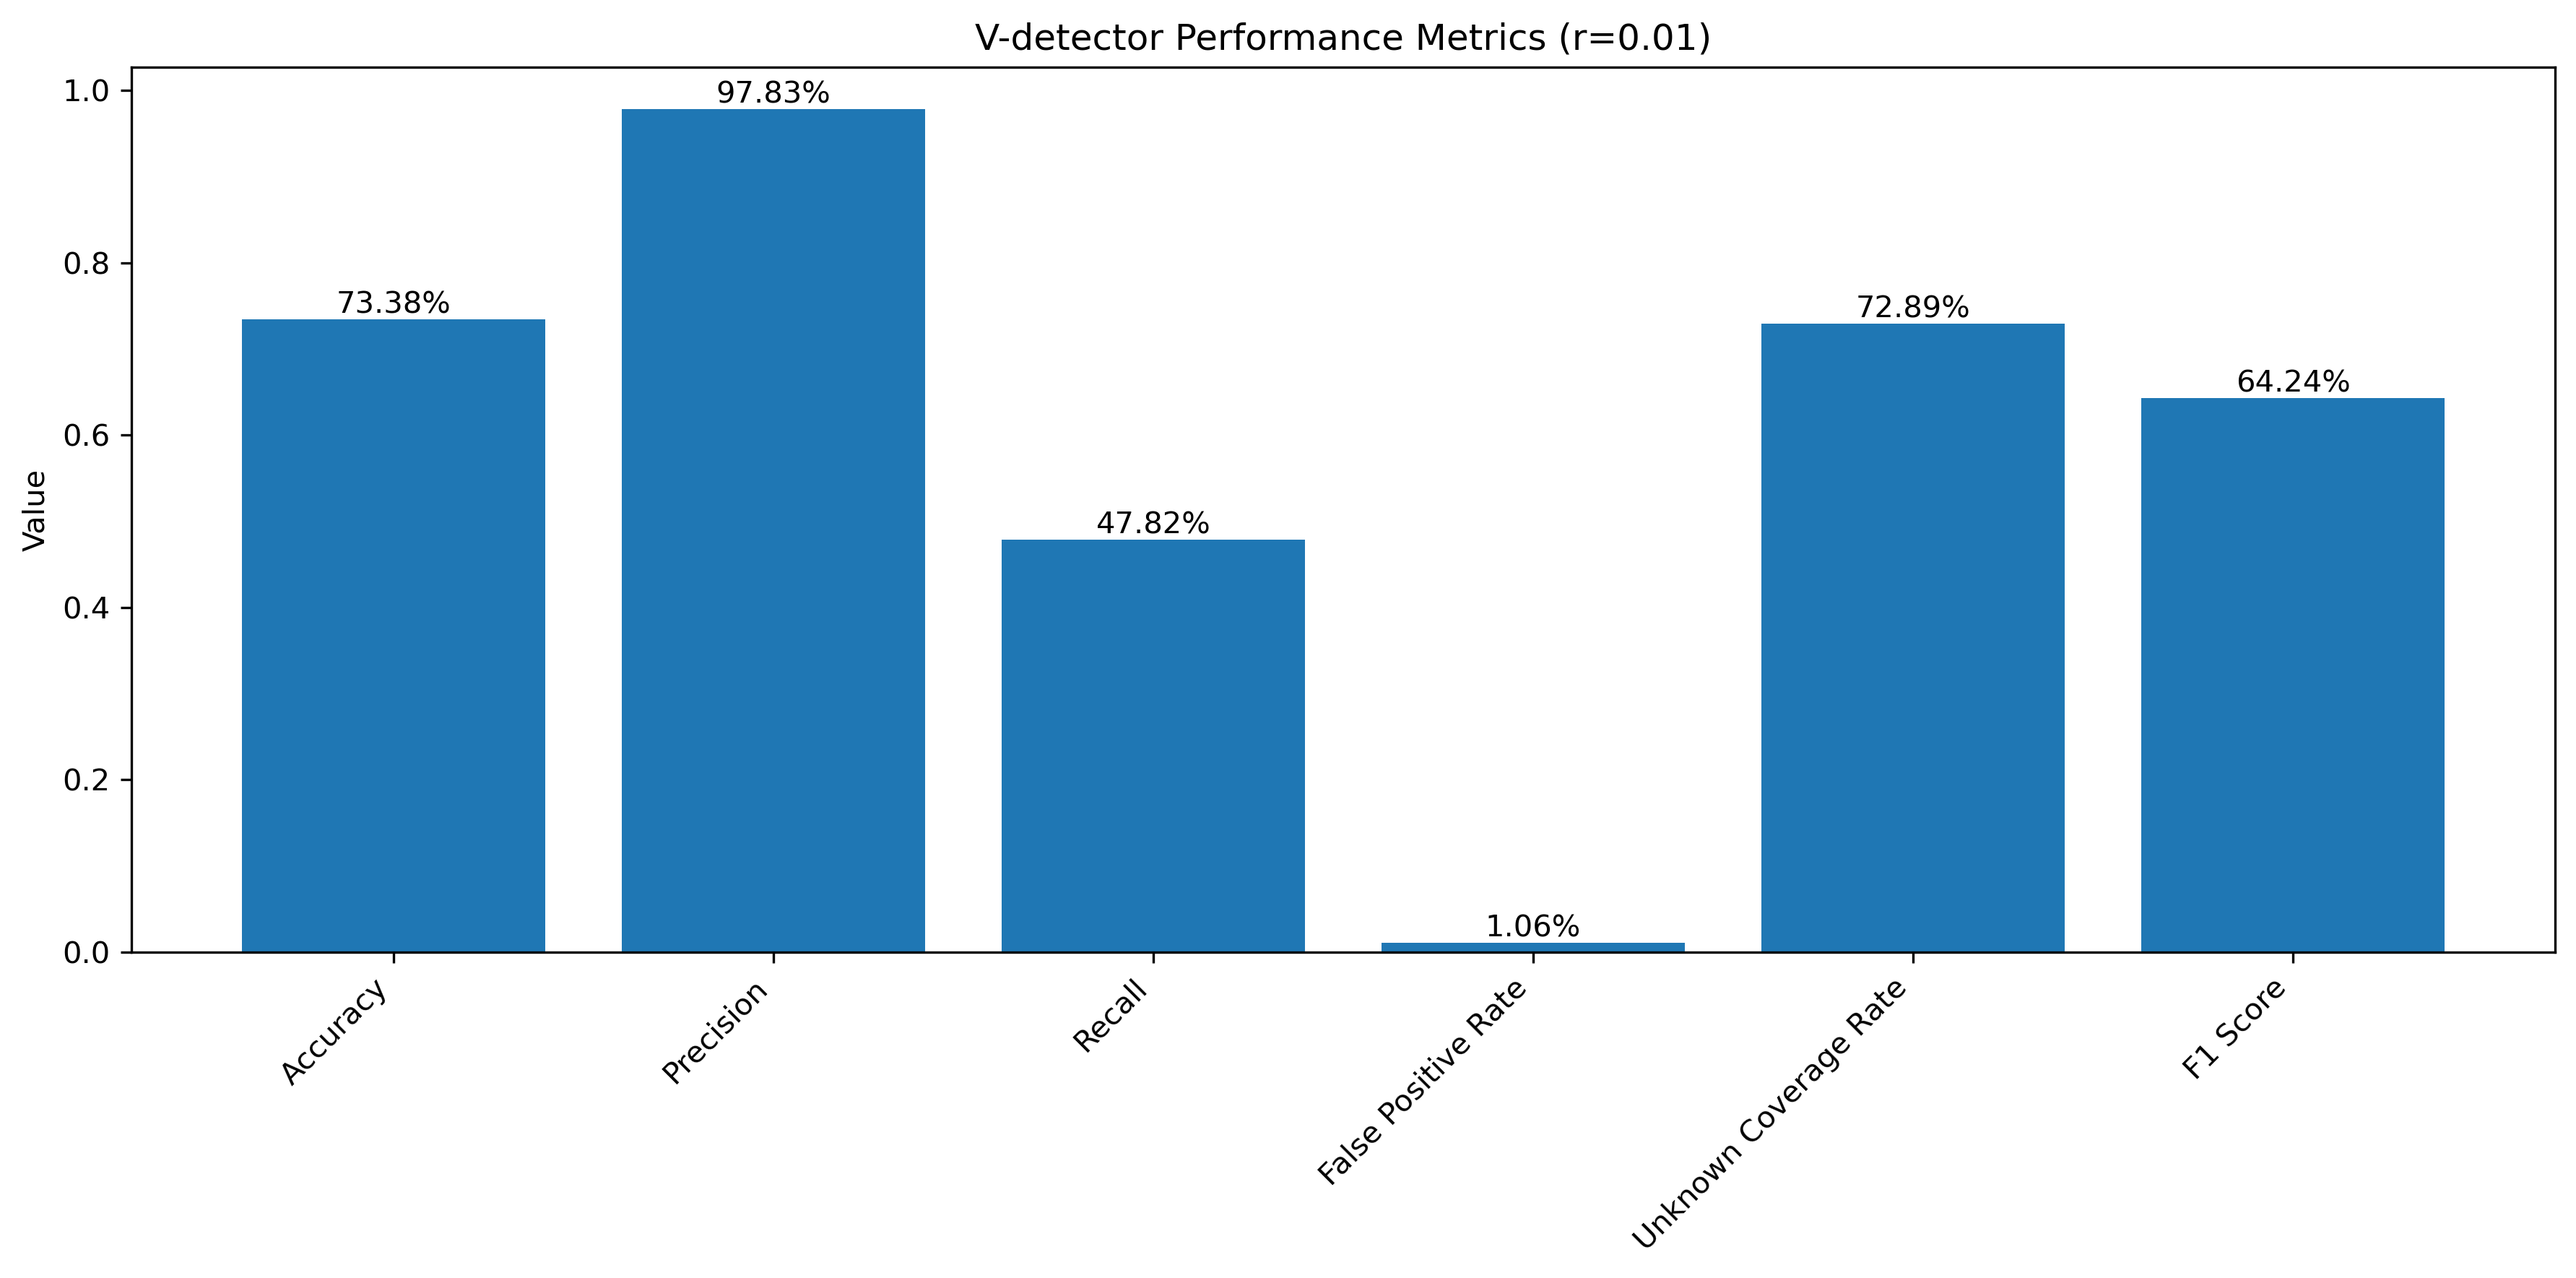 V-detector Performance Metrics (r=0.01)
Value
1.0
0.8
0.6
0.4
0.2
0.0
73.38%
97.83%
47.82%
1.06%
72.89%
64.24%
Accuracy
Precision
Recall
False Positive Rate
Unknown Coverage Rate
F1 Score